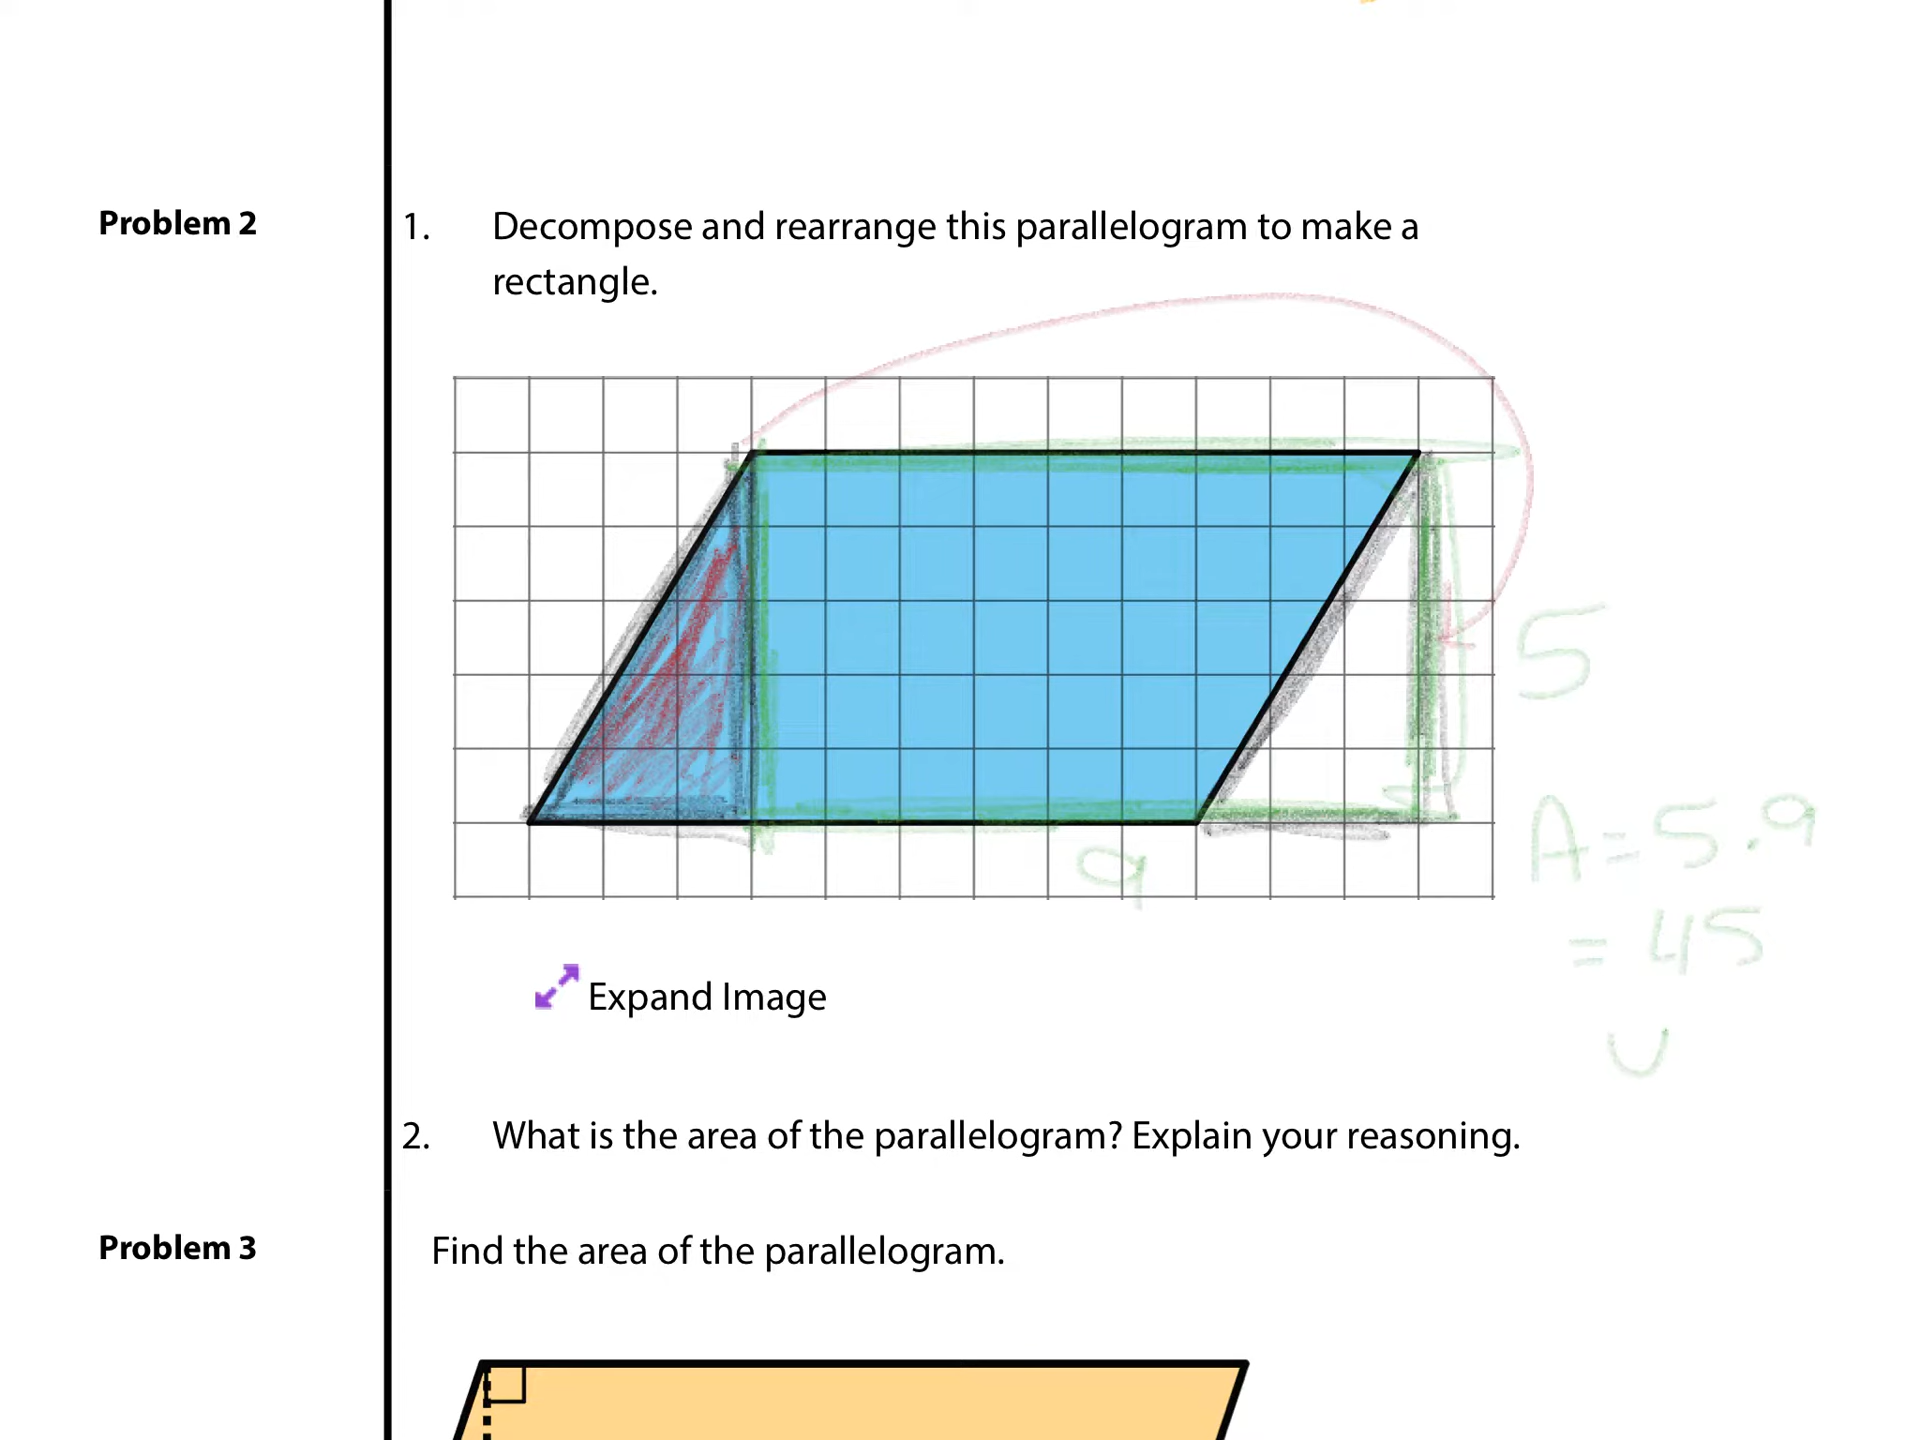 Problem 2
1. Decompose and rearrange this parallelogram to make a
rectangle.
5
A = 5.9
9
= 45
Expand Image
U
2. What is the area of the parallelogram? Explain your reasoning.
Problem 3
Find the area of the parallelogram.